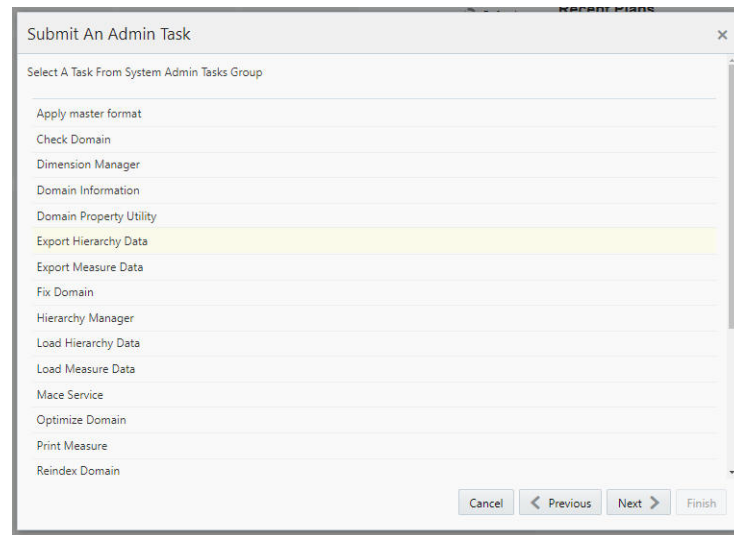 Recent Plans
Submit An Admin Task
Select A Task From System Admin Tasks Group
Apply master format
Check Domain
Dimension Manager
Domain Information
Domain Property Utility
Export Hierarchy Data
Export Measure Data
Fix Domain
Hierarchy Manager
Load Hierarchy Data
Load Measure Data
Mace Service
Optimize Domain
Print Measure
Reindex Domain
Cancel Previous Next Finish